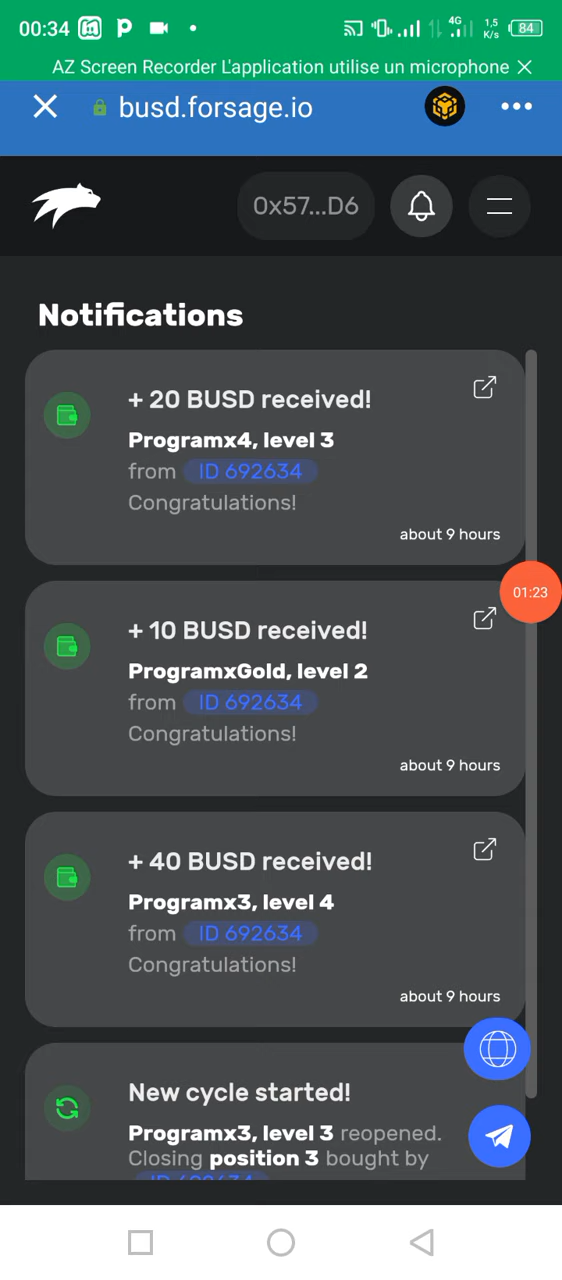 00:34
4G
1,5
K/s
84
AZ Screen Recorder L'application utilise un microphone
busd.forsage.io
0x57...D6
Notifications
+ 20 BUSD received!
Programx4, level 3
from ID 692634
Congratulations!
about 9 hours
01:23
+ 10 BUSD received!
ProgramxGold, level 2
from ID 692634
Congratulations!
about 9 hours
+ 40 BUSD received!
Programx3, level 4
from ID 692634
Congratulations!
about 9 hours
New cycle started!
Programx3, level 3 reopened.
Closing position 3 bought by
ID 692634